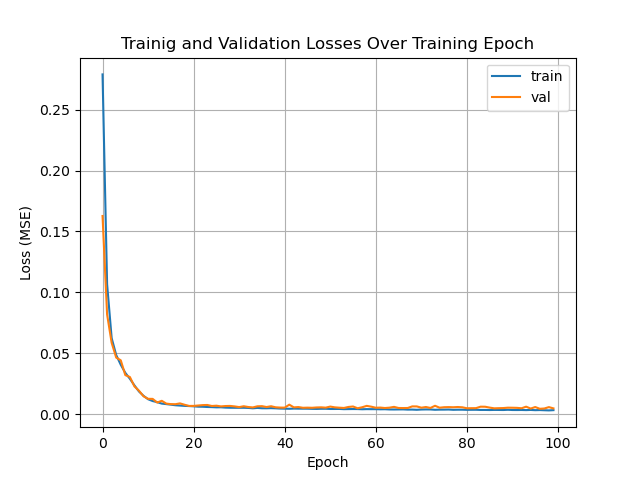 Trainig and Validation Losses Over Training Epoch
train
val
0.25
0.20
0.15
0.10
0.05
0.00
Loss (MSE)
0 20 40 60 80 100
Epoch